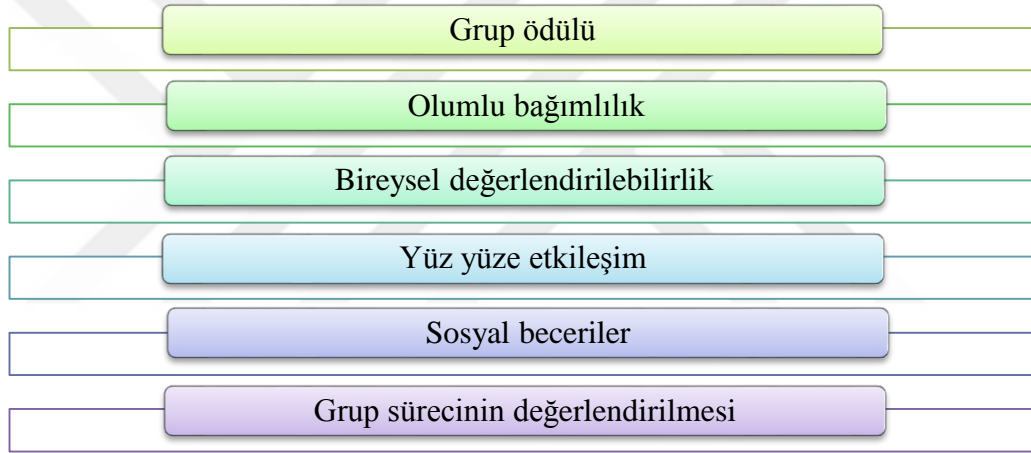 Grup ödülü
Olumlu bağımlılık
Bireysel değerlendirilebilirlik
Yüz yüze etkileşim
Sosyal beceriler
Grup sürecinin değerlendirilmesi